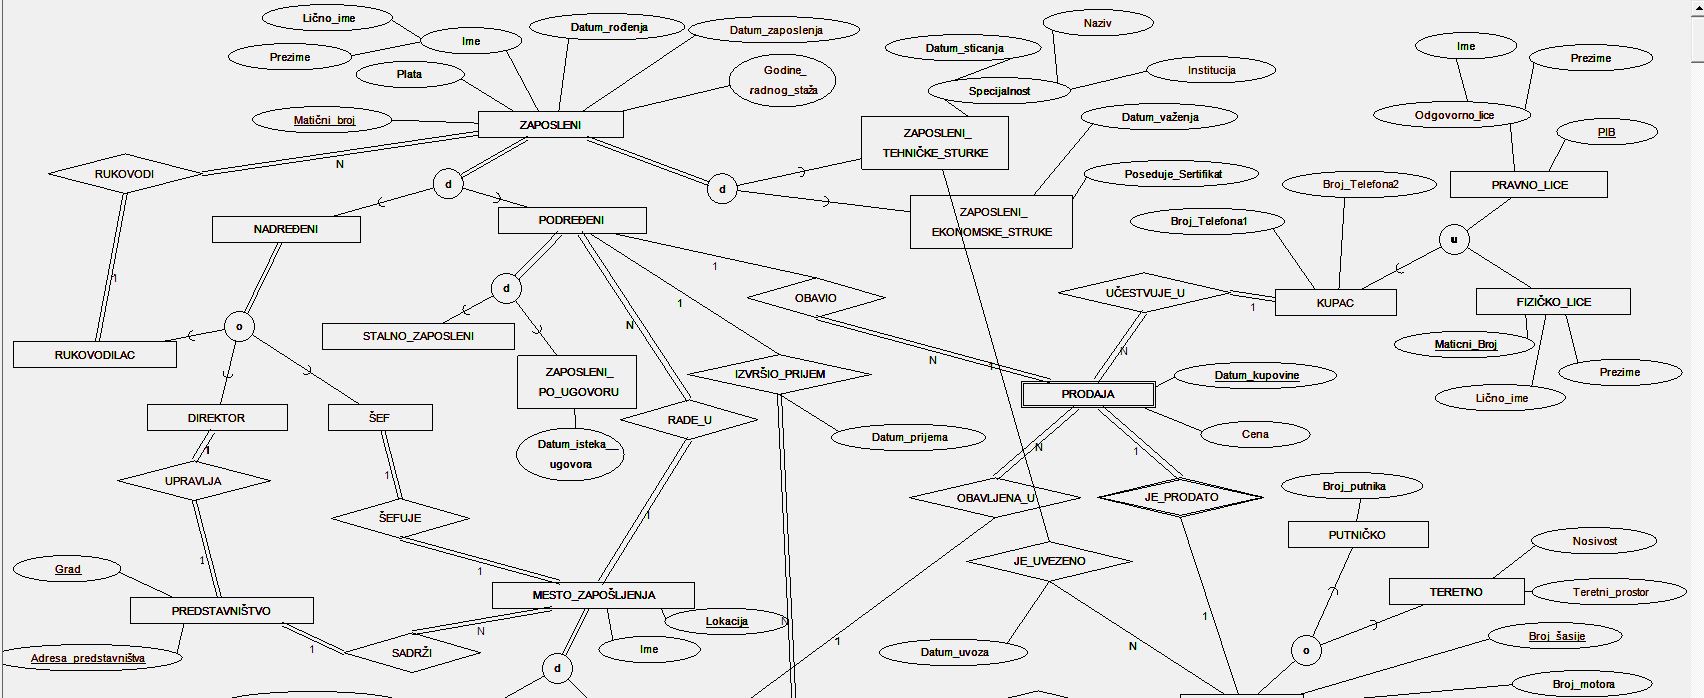 Lično_ime
Prezime
Ime
Plata
Datum_rođenja
Datum_zaposlenja
Godine_
radnog_staža
Matični_broj
ZAPOSLENI
Naziv
Datum_sticanja
Institucija
Specijalnost
ZAPOSLENI_
TEHNIČKE_STURKE
Datum_važenja
Poseduje_Sertifikat
ZAPOSLENI_
EKONOMSKE_STRUKE
Ime
Prezime
Odgovorno_lice
PIB
PRAVNO_LICE
Broj_Telefona2
Broj_Telefona1
RUKOVODI
N
d
d
NADREĐENI
PODREĐENI
u
1
1
d
1
1
OBAVIO
UČESTVUJE_U
1
KUPAC
FIZIČKO_LICE
Maticni_Broj
Prezime
Lično_ime
o
N
STALNO_ZAPOSLENI
RUKOVODILAC
ZAPOSLENI_
PO_UGOVORU
IZVRŠIO_PRIJEM
N
1
N
PRODAJA
Datum_kupovine
Cena
DIREKTOR
ŠEF
RADE_U
Datum_isteka__
ugovora
Datum_prijema
1
N
1
UPRAVLJA
1
OBAVLJENA_U
JE_PRODATO
Broj_putnika
ŠEFUJE
1
PUTNIČKO
Nosivost
1
1
JE_UVEZENO
Grad
TERETNO
Teretni_prostor
PREDSTAVNIŠTVO
MESTO_ZAPOŠLJENJA
Lokacija
N
1
Broj_šasije
N
1
SADRŽI
Ime
1
Datum_uvoza
N
o
Adresa_predstavništva
d
Broj_motora